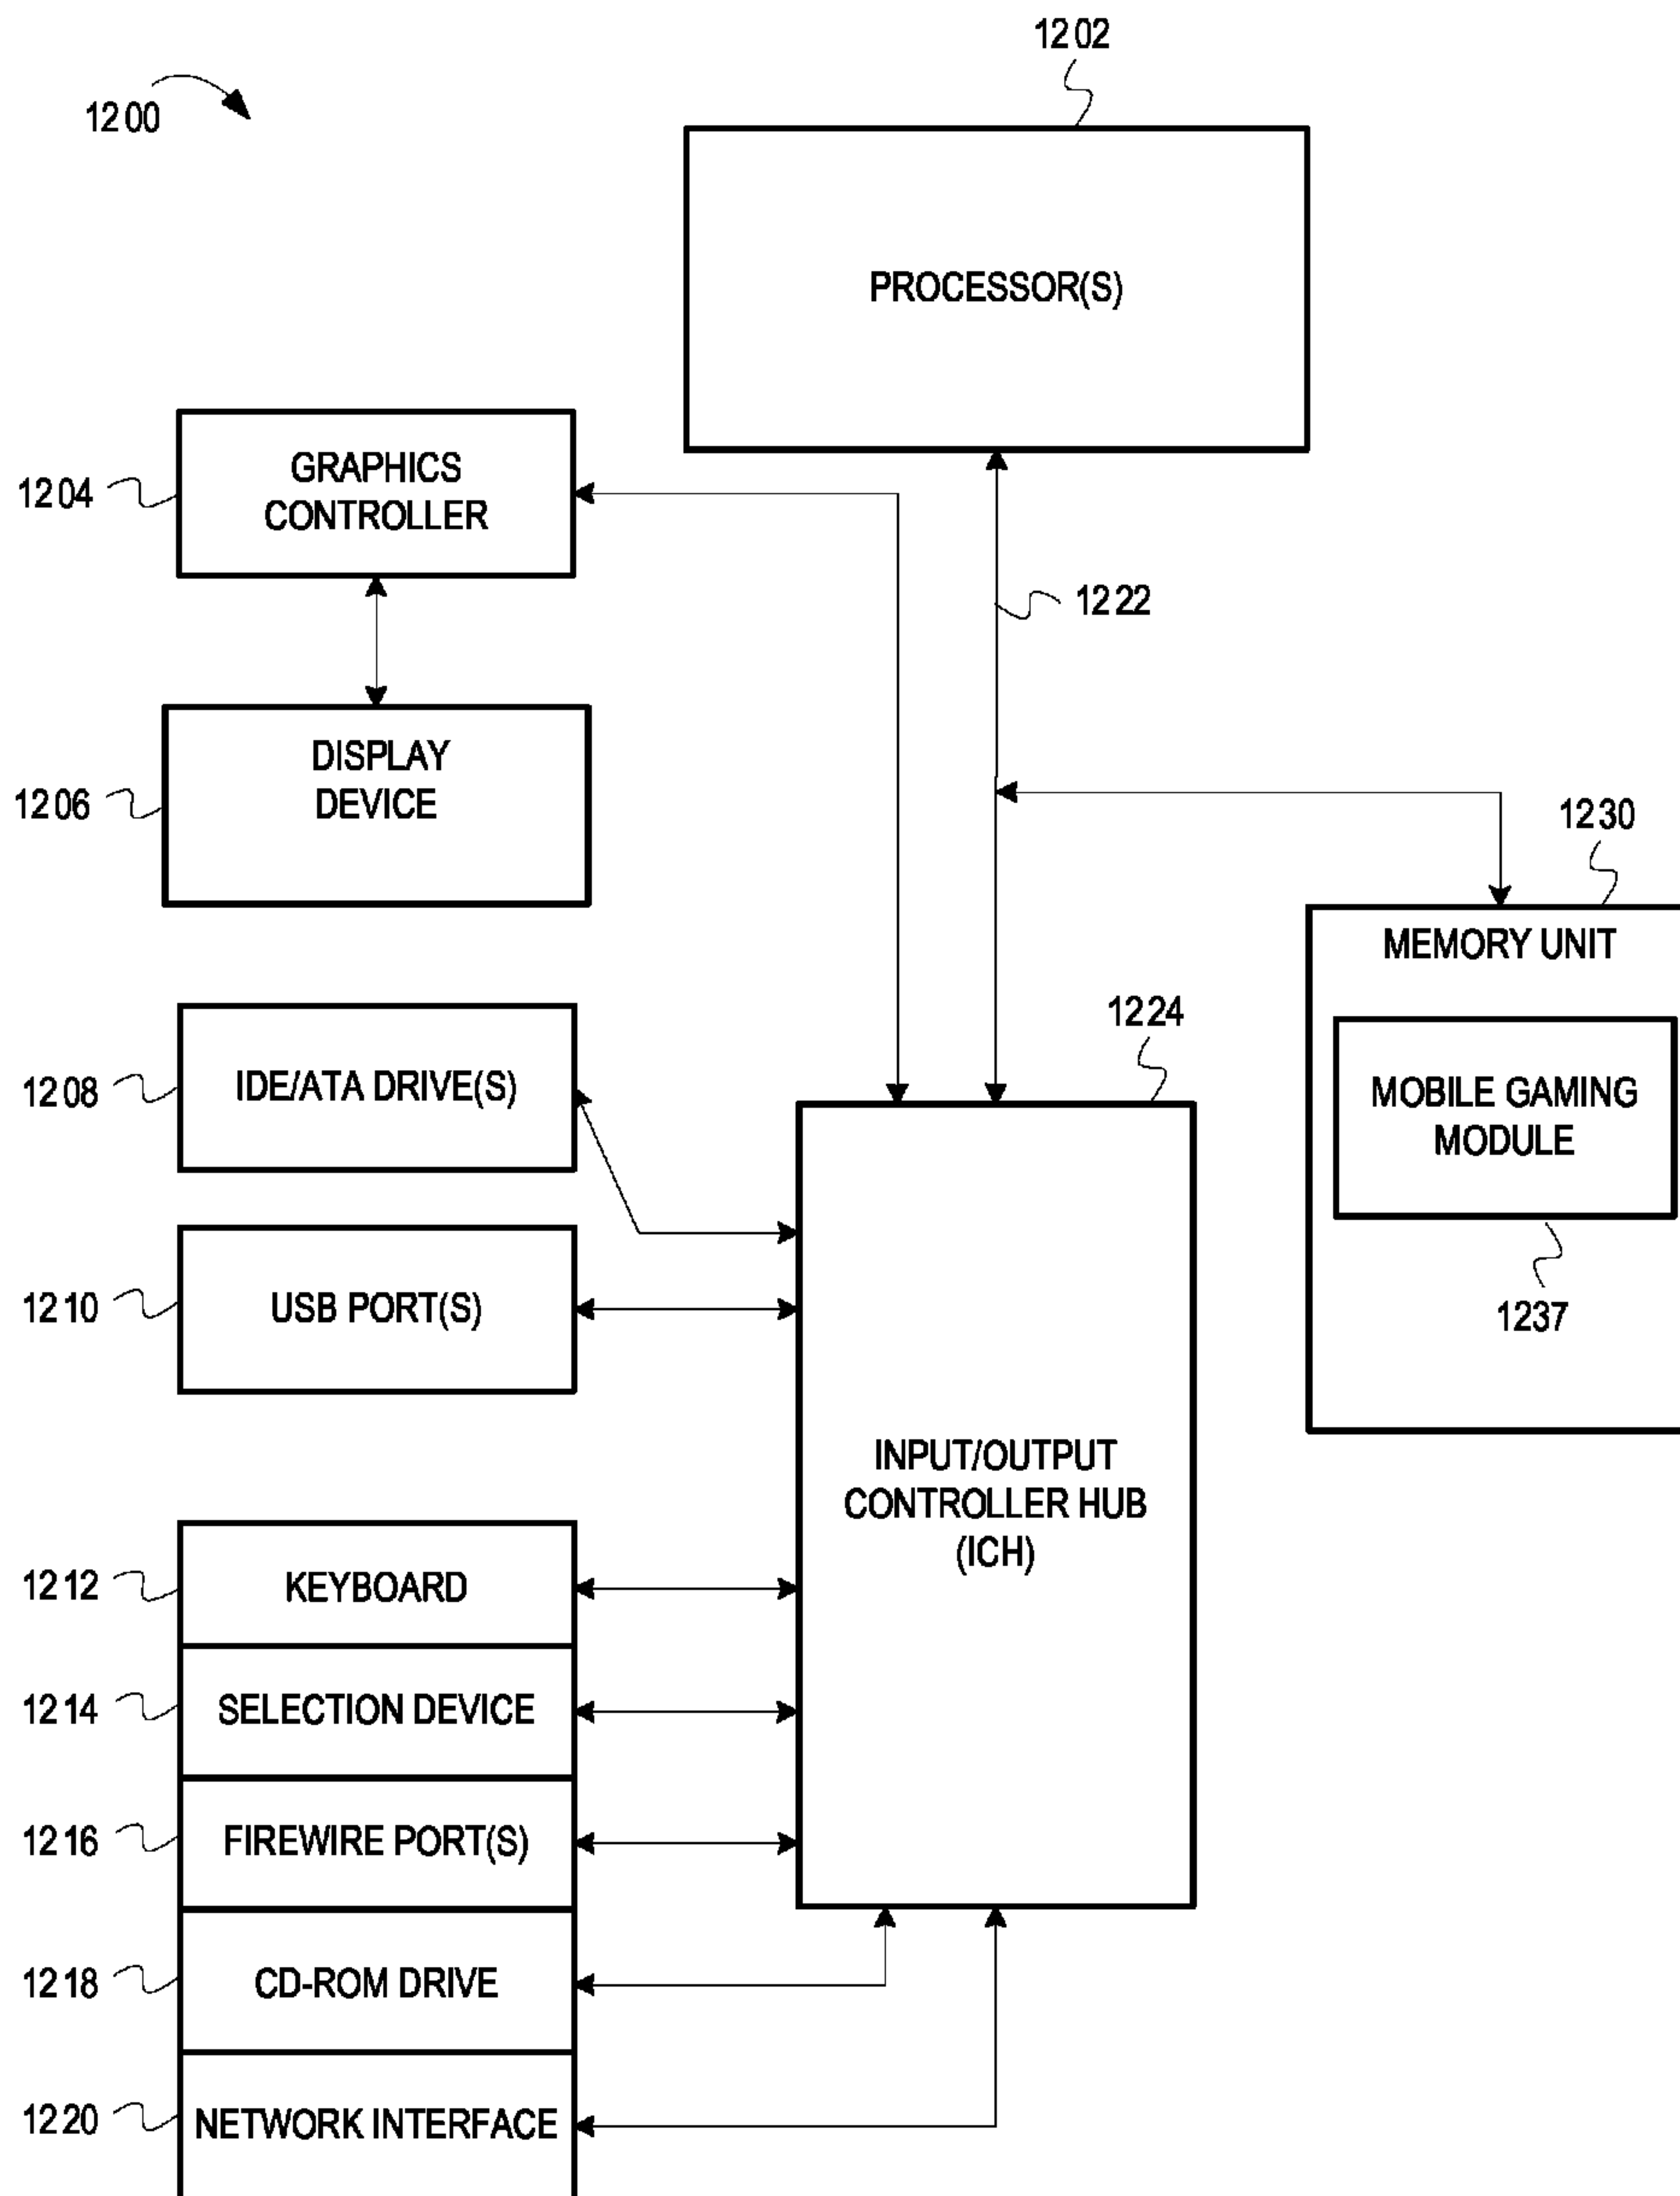 1202
1200
PROCESSOR(S)
1204
GRAPHICS
CONTROLLER
1222
1206
DISPLAY
DEVICE
1230
MEMORY UNIT
1224
1208
IDE/ATA DRIVE(S)
MOBILE GAMING
MODULE
1210
USB PORT(S)
1237
INPUT/OUTPUT
CONTROLLER HUB
(ICH)
1212
KEYBOARD
1214
SELECTION DEVICE
1216
FIREWIRE PORT(S)
1218
CD-ROM DRIVE
1220
NETWORK INTERFACE